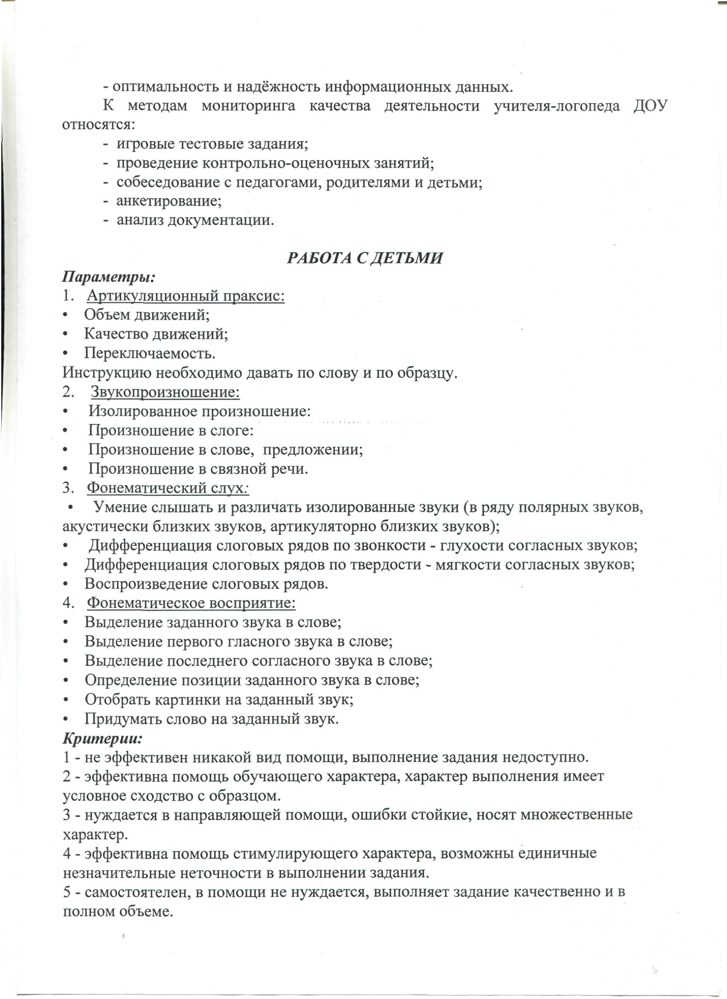 - оптимальность и надёжность информационных данных.
К методам мониторинга качества деятельности учителя-логопеда ДОУ
относятся:
- игровые тестовые задания;
- проведение контрольно-оценочных занятий;
- собеседование с педагогами, родителями и детьми;
- анкетирование;
- анализ документации.
РАБОТА С ДЕТЬМИ
Параметры:
1. Артикуляционный праксис:
• Объем движений;
• Качество движений;
• Переключаемость.
Инструкцию необходимо давать по слову и по образцу.
2. Звукопроизношение:
• Изолированное произношение:
• Произношение в слоге:
• Произношение в слове, предложении;
• Произношение в связной речи.
3. Фонематический слух:
• Умение слышать и различать изолированные звуки (в ряду полярных звуков,
акустически близких звуков, артикуляторно близких звуков);
• Дифференциация слоговых рядов по звонкости - глухости согласных звуков;
• Дифференциация слоговых рядов по твердости - мягкости согласных звуков;
• Воспроизведение слоговых рядов.
4. Фонематическое восприятие:
• Выделение заданного звука в слове;
• Выделение первого гласного звука в слове;
• Выделение последнего согласного звука в слове;
• Определение позиции заданного звука в слове;
• Отобрать картинки на заданный звук;
• Придумать слово на заданный звук.
Критерии:
1 - не эффективен никакой вид помощи, выполнение задания недоступно.
2 - эффективна помощь обучающего характера, характер выполнения имеет
условное сходство с образцом.
3 - нуждается в направляющей помощи, ошибки стойкие, носят множественные
характер.
4 - эффективна помощь стимулирующего характера, возможны единичные
незначительные неточности в выполнении задания.
5 - самостоятелен, в помощи не нуждается, выполняет задание качественно и в
полном объеме.